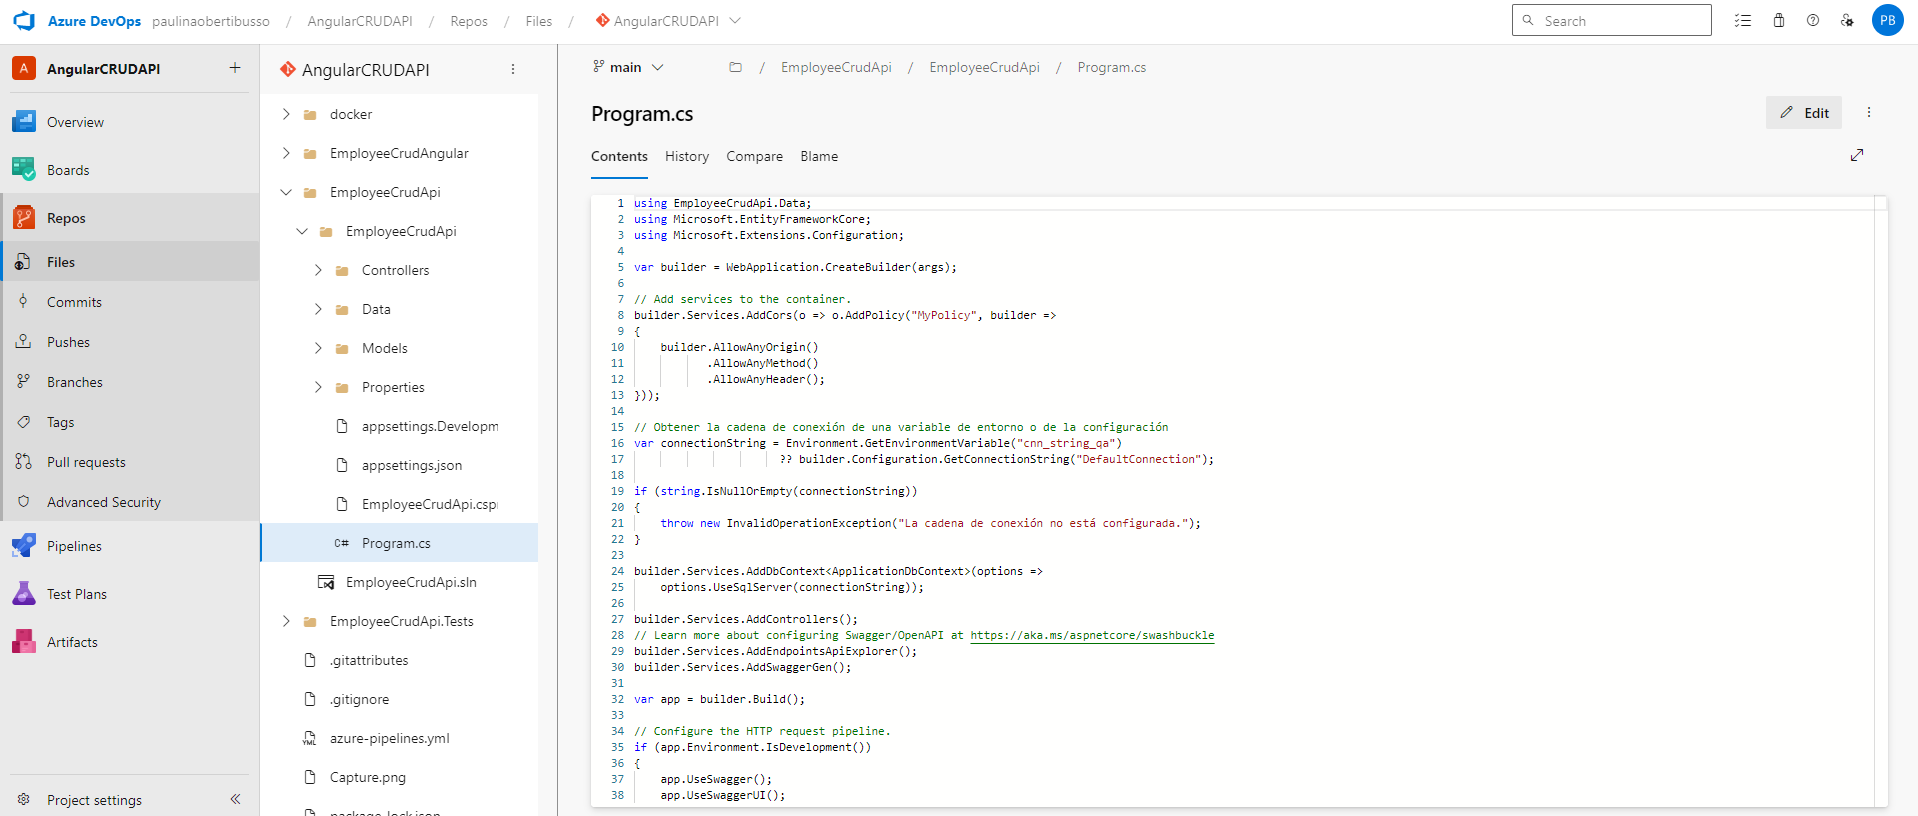 Azure DevOps paulinaobertibusso / AngularCRUDAPI / Repos / Files / AngularCRUDAPI
Search
PB
A AngularCRUDAPI +
Overview
Boards
Repos
Files
Commits
Pushes
Branches
Tags
Pull requests
Advanced Security
Pipelines
Test Plans
Artifacts
Project settings
AngularCRUDAPI
docker
EmployeeCrudAngular
EmployeeCrudApi
EmployeeCrudApi
Controllers
Data
Models
Properties
appsettings.Developm
appsettings.json
EmployeeCrudApi.cspr
C# Program.cs
EmployeeCrudApi.sln
EmployeeCrudApi.Tests
.gitattributes
.gitignore
YML azure-pipelines.yml
Capture.png
package-lock.json
main / EmployeeCrudApi / EmployeeCrudApi / Program.cs
Program.cs
Edit
Contents History Compare Blame
1 using EmployeeCrudApi.Data;
2 using Microsoft.EntityFrameworkCore;
3 using Microsoft.Extensions.Configuration;
4
5 var builder = WebApplication.CreateBuilder(args);
6
7 // Add services to the container.
8 builder.Services.AddCors(o => o.AddPolicy("MyPolicy", builder =>
9 {
10 builder.AllowAnyOrigin()
11 .AllowAnyMethod()
12 .AllowAnyHeader();
13 }));
14
15 // Obtener la cadena de conexión de una variable de entorno o de la configuración
16 var connectionString = Environment.GetEnvironmentVariable("cnn_string_qa")
17 ?? builder.Configuration.GetConnectionString("DefaultConnection");
18
19 if (string.IsNullOrEmpty(connectionString))
20 {
21 throw new InvalidOperationException("La cadena de conexión no está configurada.");
22 }
23
24 builder.Services.AddDbContext<ApplicationDbContext>(options =>
25 options.UseSqlServer(connectionString));
26
27 builder.Services.AddControllers();
28 // Learn more about configuring Swagger/OpenAPI at https://aka.ms/aspnetcore/swashbuckle
29 builder.Services.AddEndpointsApiExplorer();
30 builder.Services.AddSwaggerGen();
31
32 var app = builder.Build();
33
34 // Configure the HTTP request pipeline.
35 if (app.Environment.IsDevelopment())
36 {
37 app.UseSwagger();
38 app.UseSwaggerUI();